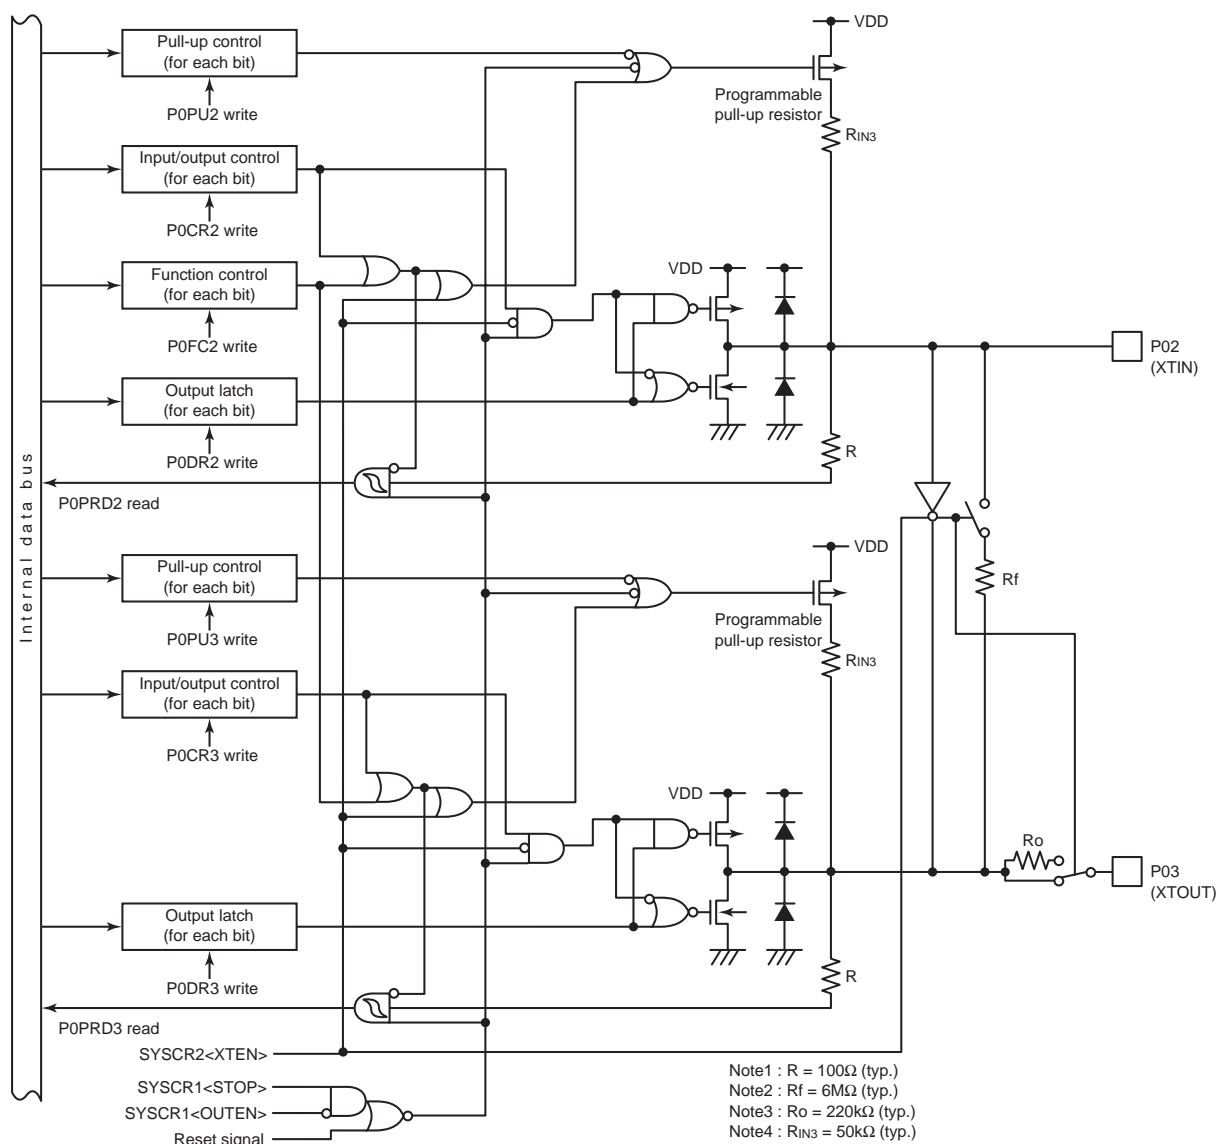 VDD
Pull-up control
(for each bit)
P0PU2 write
Programmable
pull-up resistor
RIN3
Input/output control
(for each bit)
P0CR2 write
Function control
(for each bit)
P0FC2 write
VDD
P02
(XTIN)
Output latch
(for each bit)
P0DR2 write
R
P0PRD2 read
Internal data bus
VDD
Pull-up control
(for each bit)
P0PU3 write
Rf
Programmable
pull-up resistor
RIN3
Input/output control
(for each bit)
P0CR3 write
VDD
Ro
P03
(XTOUT)
Output latch
(for each bit)
P0DR3 write
R
P0PRD3 read
SYSCR2<XTEN>
SYSCR1<STOP>
SYSCR1<OUTEN>
Reset signal
Note1 : R = 100Ω (typ.)
Note2 : Rf = 6MΩ (typ.)
Note3 : Ro = 220kΩ (typ.)
Note4 : RIN3 = 50kΩ (typ.)